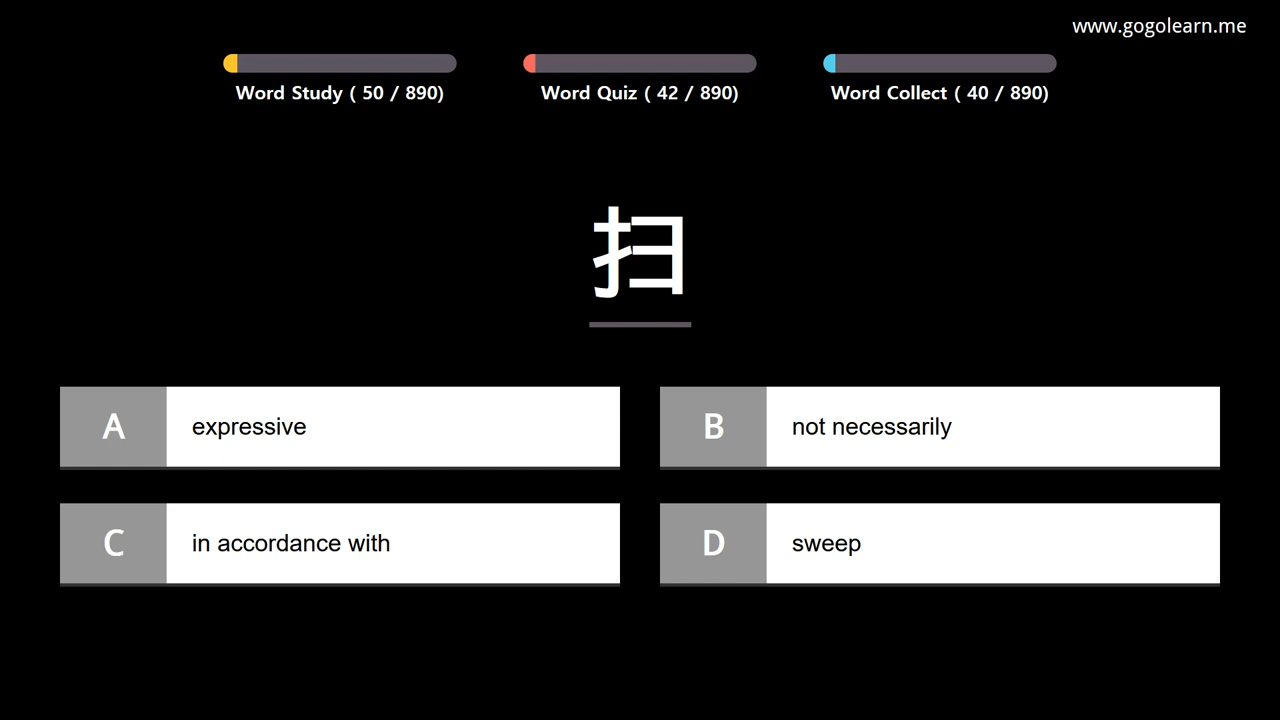 www.gogolearn.me
Word Study ( 50 / 890)
Word Quiz ( 42 / 890)
Word Collect ( 40 / 890)
扫
A expressive
B not necessarily
C in accordance with
D sweep